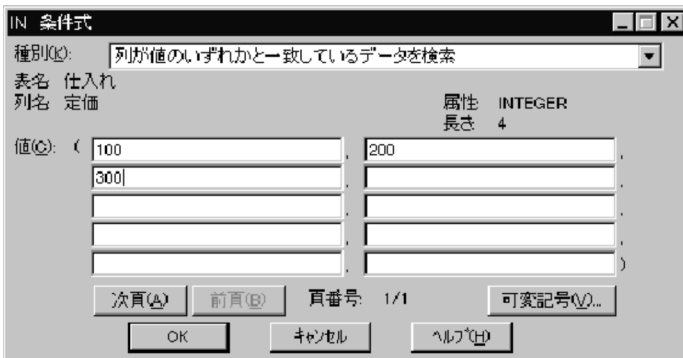 IN 条件式
種別(K): 列が値のいずれかと一致しているデータを検索
表名 仕入れ
列名 定価 属性 INTEGER
長さ 4
値(C): ( 100 , 200 ,
300 , ,
, ,
, ,
, )
次頁(A) 前頁(B) 頁番号: 1/1 可変記号(V)...
OK キャンセル ヘルプ(H)